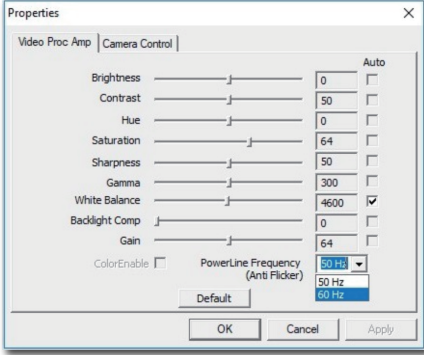 Properties
Video Proc Amp Camera Control
Auto
Brightness 0
Contrast 50
Hue 0
Saturation 64
Sharpness 50
Gamma 300
White Balance 4600
Backlight Comp 0
Gain 64
ColorEnable PowerLine Frequency 50 Hz
(Anti Flicker)
50 Hz
60 Hz
Default
OK Cancel Apply